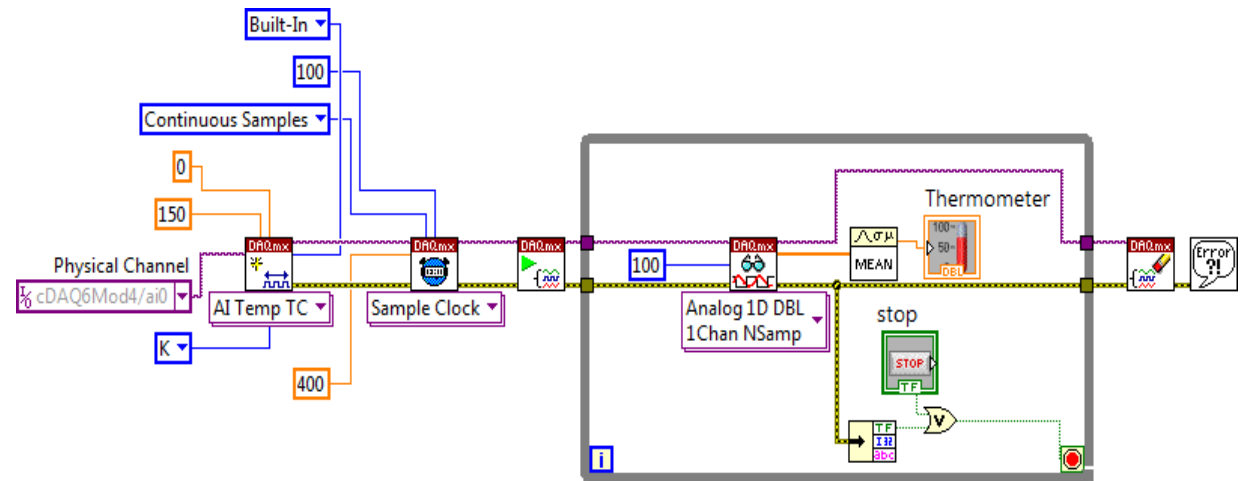 Built-In
100
Continuous Samples
0
150
Physical Channel
I/0 cDAQ6Mod4/ai0
K
DAQmx
AI Temp TC
400
DAQmx
Sample Clock
DAQmx
100
DAQmx
Analog 1D DBL
1Chan NSamp
MEAN
Thermometer
100-
50-
DBL
stop
STOP
TF
TF
abc
i
DAQmx
Error
?!